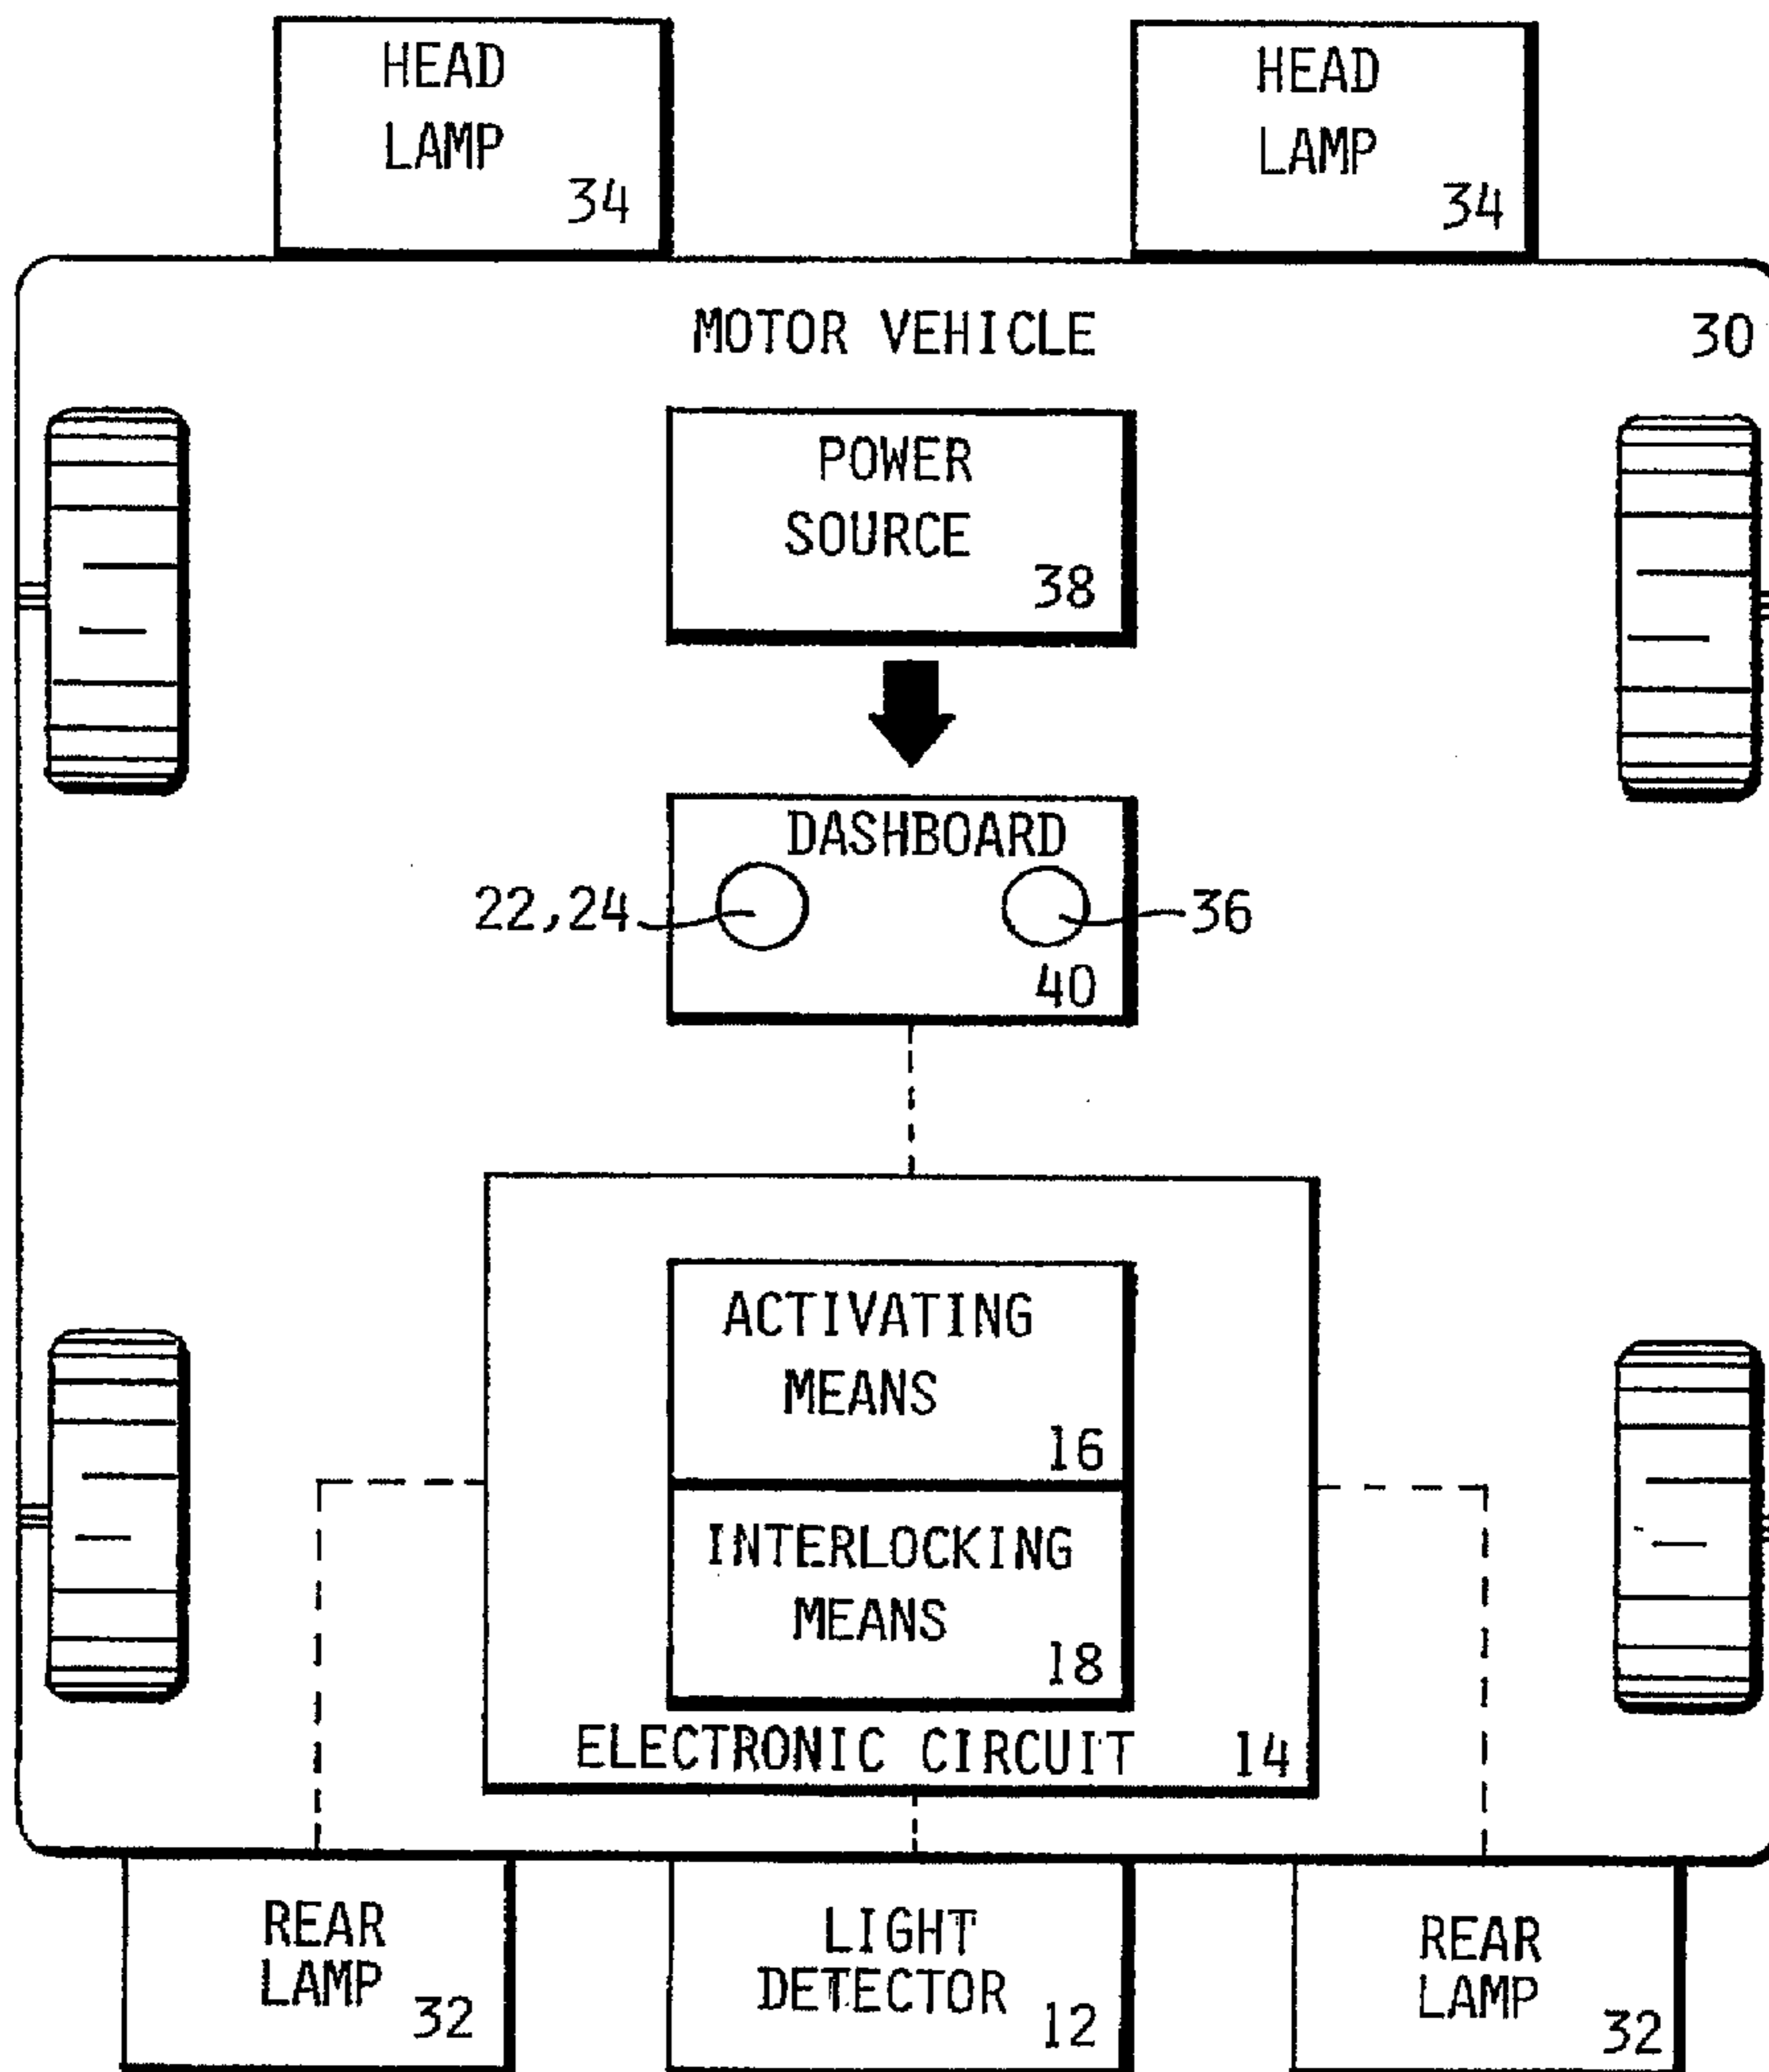 HEAD
LAMP
34
HEAD
LAMP
34
MOTOR VEHICLE
30
POWER
SOURCE
38
DASHBOARD
22,24
36
40
ACTIVATING
MEANS
16
INTERLOCKING
MEANS
18
ELECTRONIC CIRCUIT 14
REAR
LAMP
32
LIGHT
DETECTOR
12
REAR
LAMP
32